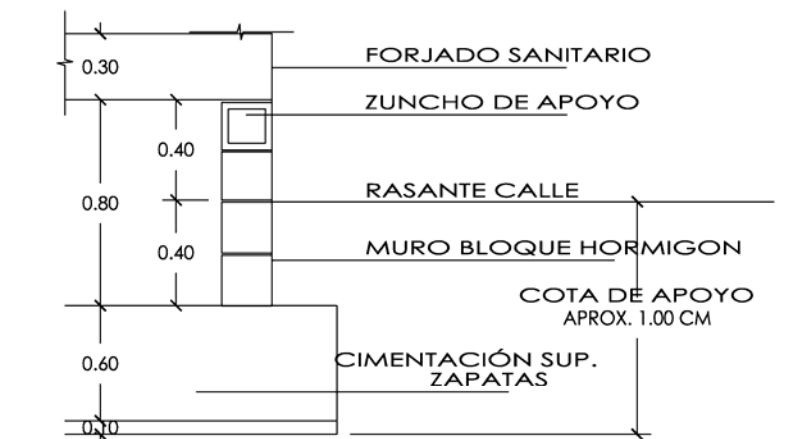 FORJADO SANITARIO
0.30
ZUNCHO DE APOYO
0.40
RASANTE CALLE
0.80
0.40
MURO BLOQUE HORMIGON
COTA DE APOYO
APROX. 1.00 CM
0.60
CIMENTACIÓN SUP.
ZAPATAS
0.10